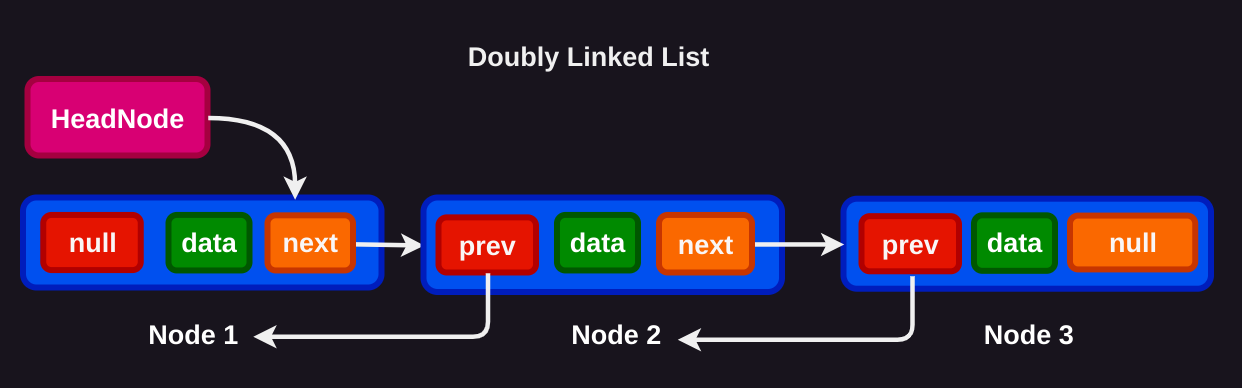 Doubly Linked List
HeadNode
null data next
prev data next
prev data null
Node 1
Node 2
Node 3